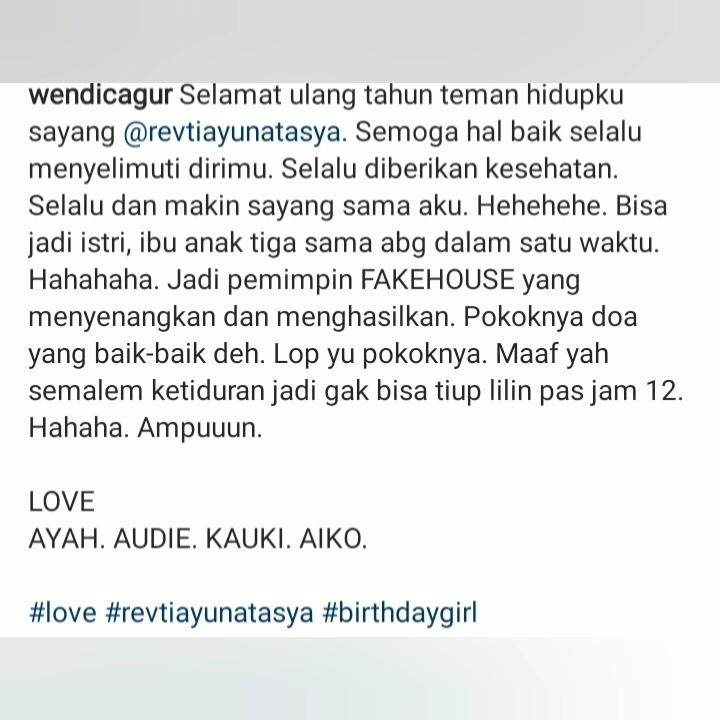 wendicagur Selamat ulang tahun teman hidupku
sayang @revtiayunatasya. Semoga hal baik selalu
menyelimuti dirimu. Selalu diberikan kesehatan.
Selalu dan makin sayang sama aku. Hehehehe. Bisa
jadi istri, ibu anak tiga sama abg dalam satu waktu.
Hahahaha. Jadi pemimpin FAKEHOUSE yang
menyenangkan dan menghasilkan. Pokoknya doa
yang baik-baik deh. Lop yu pokoknya. Maaf yah
semalem ketiduran jadi gak bisa tiup lilin pas jam 12.
Hahaha. Ampuuun.
LOVE
AYAH. AUDIE. KAUKI. AIKO.
#love #revtiayunatasya #birthdaygirl